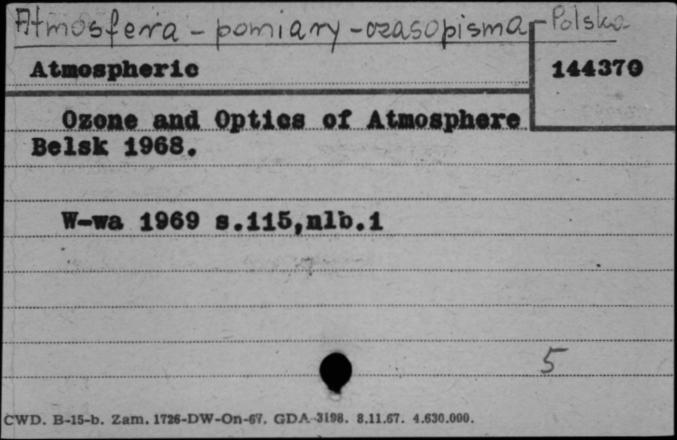 Atmosfera - pomiary - czasopisma - Polska
Atmospheric
144370
Ozone and Optics of Atmosphere
Belsk 1968.
W-wa 1969 s.115,nlb.1
5
CWD. B-15-b. Zam. 1726-DW-On-67. GDA-3198. 8.11.67. 4.630.000.